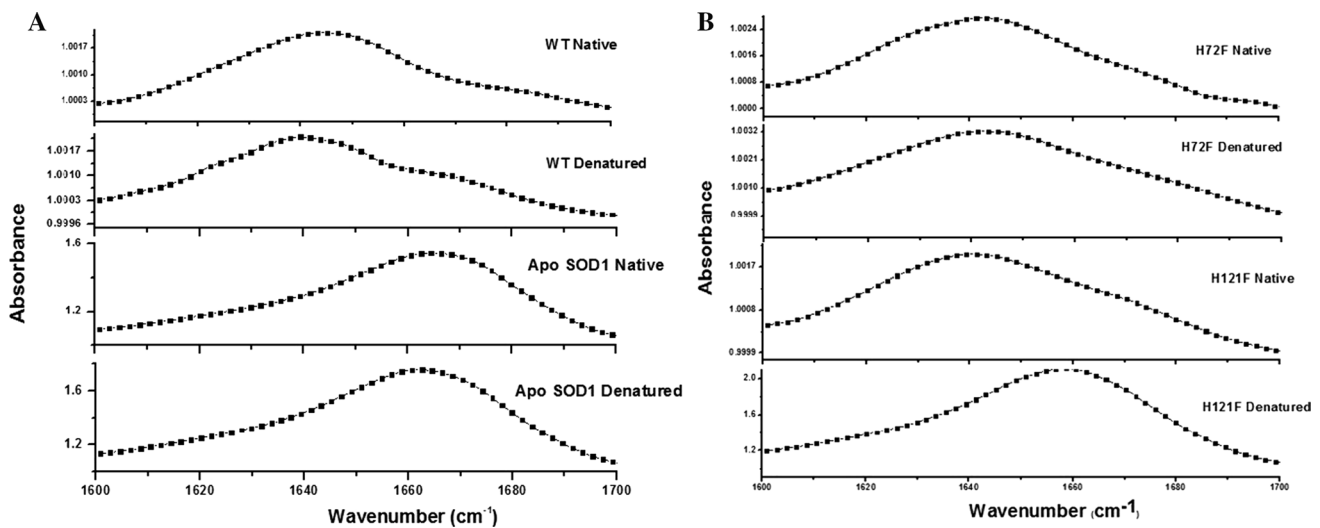 A
1.0017
1.0010
1.0003
WT Native
1.0017
1.0010
1.0003
0.9996
WT Denatured
1.6
1.2
Apo SOD1 Native
1.6
1.2
Apo SOD1 Denatured
1600 1620 1640 1660 1680 1700
Absorbance
Wavenumber (cm-1)
B
1.0024
1.0016
1.0008
1.0000
H72F Native
1.0032
1.0021
1.0010
0.9999
H72F Denatured
1.0017
1.0008
0.9999
H121F Native
2.0
1.6
1.2
H121F Denatured
1600 1620 1640 1660 1680 1700
Absorbance
Wavenumber (cm-1)